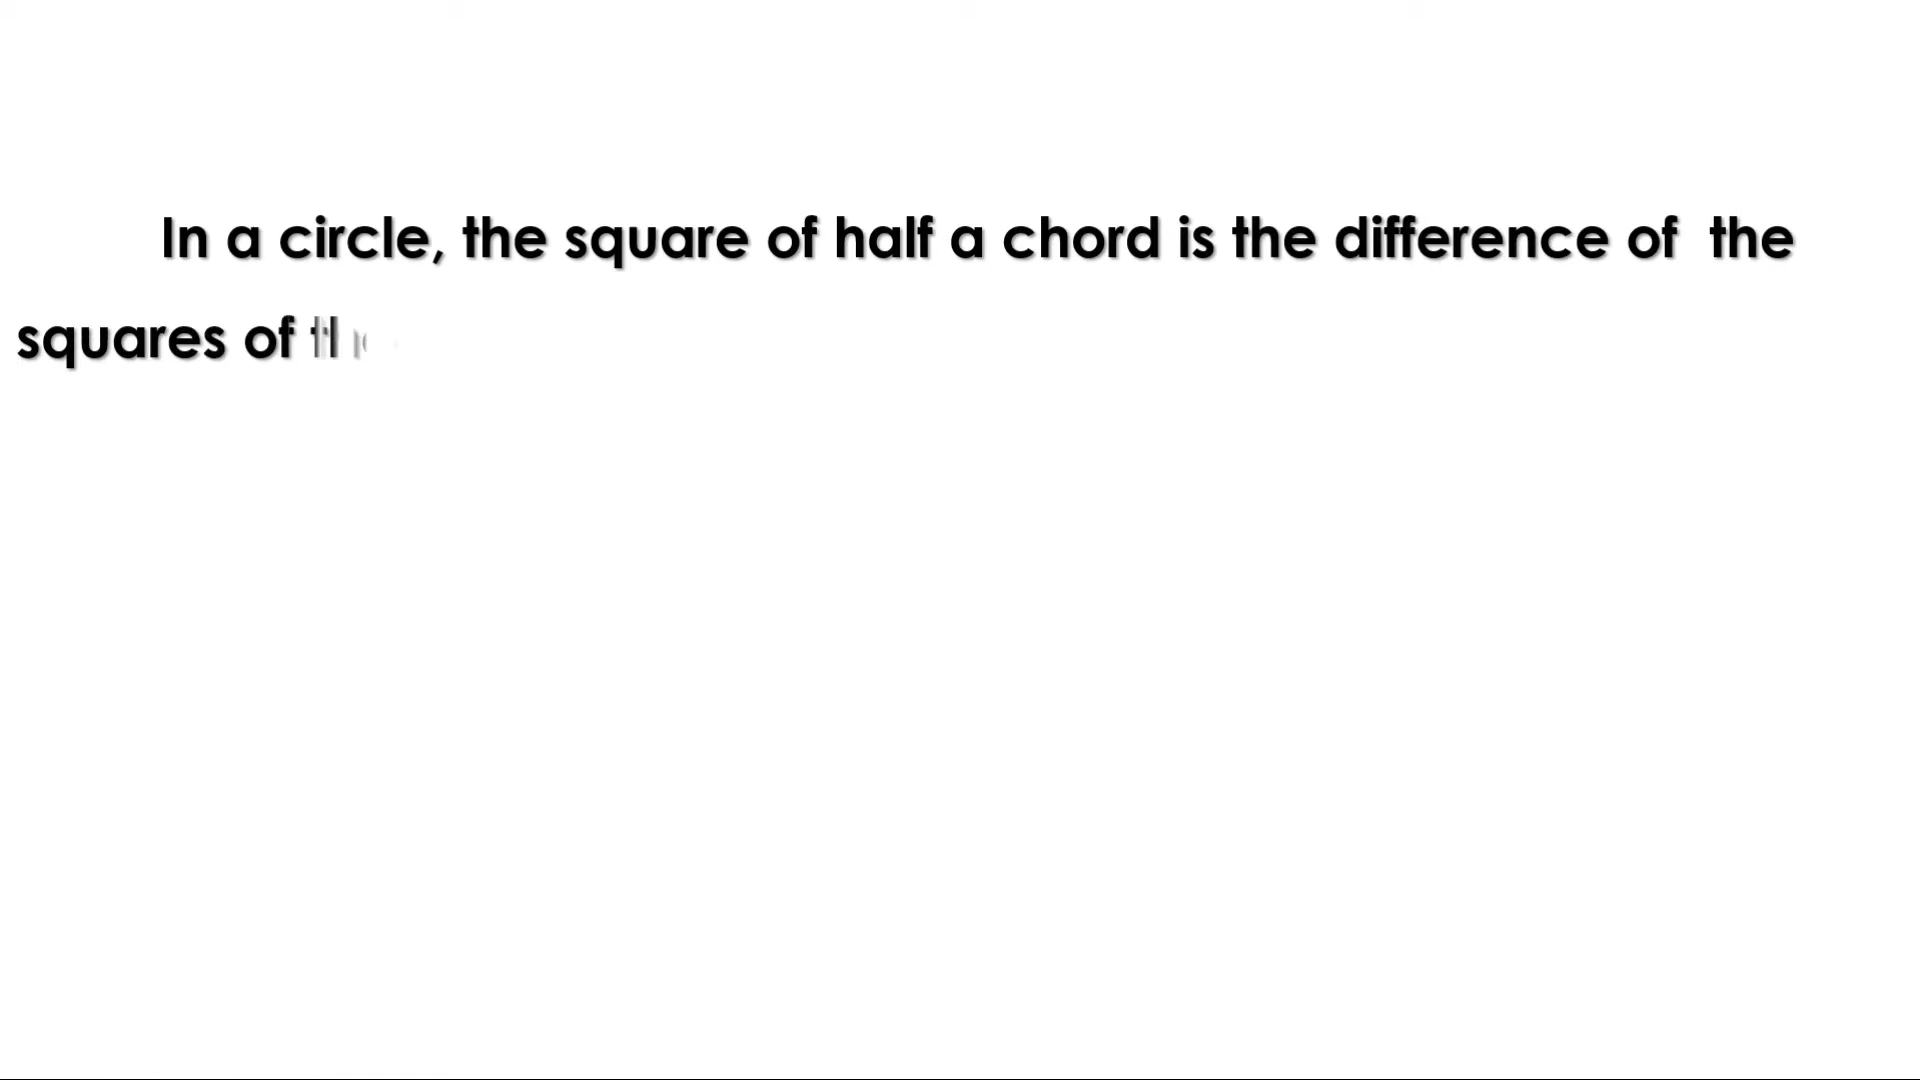 In a circle, the square of half a chord is the difference of the
squares of